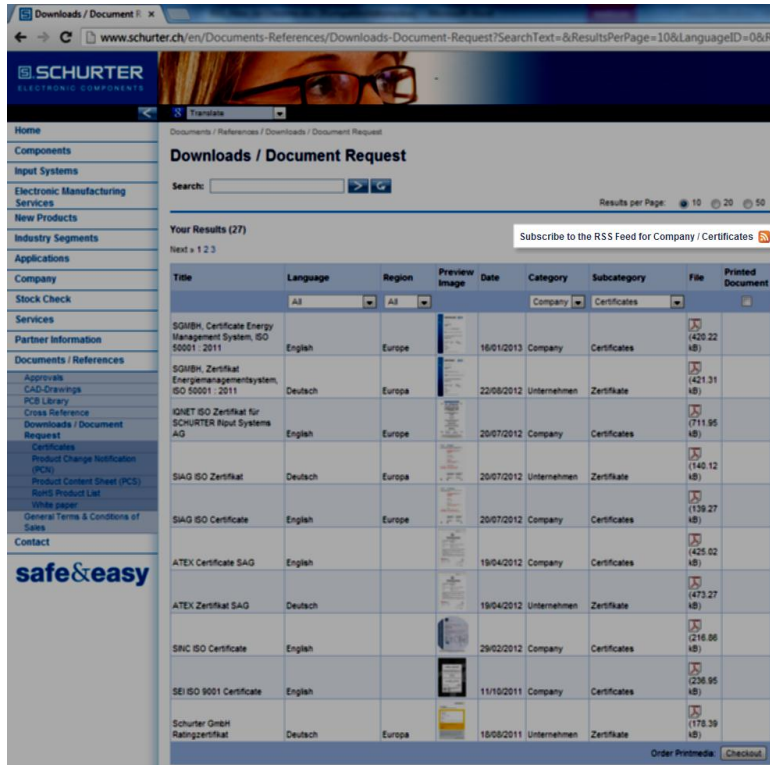 Downloads / Document R ×
www.schurter.ch/en/Documents-References/Downloads-Document-Request?SearchText=&ResultsPerPage=10&LanguageID=0&R
SCHURTER
ELECTRONIC COMPONENTS
Translate
Home
Components
Input Systems
Electronic Manufacturing
Services
New Products
Industry Segments
Applications
Company
Stock Check
Services
Partner Information
Documents / References
Approvals
CAD-Drawings
PCB Library
Cross Reference
Downloads / Document
Request
Certificates
Product Change Notification
(PCN)
Product Content Sheet (PCS)
RoHS Product List
White paper
General Terms & Conditions of
Sales
Contact
safe&easy
Documents / References / Downloads / Document Request
Downloads / Document Request
Search:
Results per Page: 10 20 50
Your Results (27)
Subscribe to the RSS Feed for Company / Certificates
Next » 1 2 3
Title Language Region Preview Image Date Category Subcategory File Printed Document
All All Company Certificates
SGMBH, Certificate Energy
Management System, ISO
50001 : 2011 English Europe 16/01/2013 Company Certificates (420.22 kB)
SGMBH, Zertifikat
Energiemanagementsystem,
ISO 50001 : 2011 Deutsch Europa 22/08/2012 Unternehmen Zertifikate (421.31 kB)
IQNET ISO Zertifikat für
SCHURTER INput Systems
AG English Europe 20/07/2012 Company Certificates (711.95 kB)
SIAG ISO Zertifikat Deutsch Europa 20/07/2012 Unternehmen Zertifikate (140.12 kB)
SIAG ISO Certificate English Europe 20/07/2012 Company Certificates (139.27 kB)
ATEX Certificate SAG English 19/04/2012 Company Certificates (425.02 kB)
ATEX Zertifikat SAG Deutsch 19/04/2012 Unternehmen Zertifikate (473.27 kB)
SINC ISO Certificate English 29/02/2012 Company Certificates (216.86 kB)
SEI ISO 9001 Certificate English 11/10/2011 Company Certificates (236.95 kB)
Schurter GmbH
Ratingzertifikat Deutsch Europa 18/08/2011 Unternehmen Zertifikate (178.39 kB)
Order Printmedia: Checkout